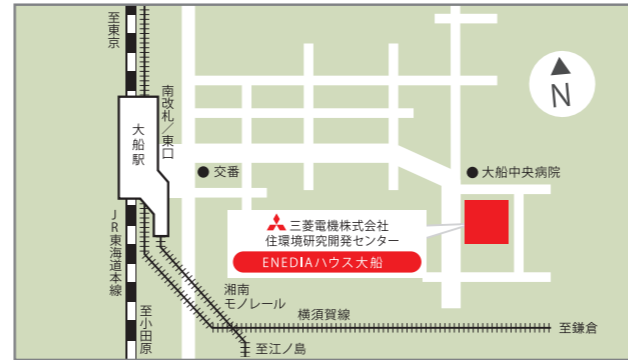 至東京
南改札／東口
大船駅
N
交番
大船中央病院
三菱電機株式会社
住環境研究開発センター
ENEDIAハウス大船
JR東海道本線
湘南
モノレール
横須賀線
至鎌倉
至小田原
至江ノ島